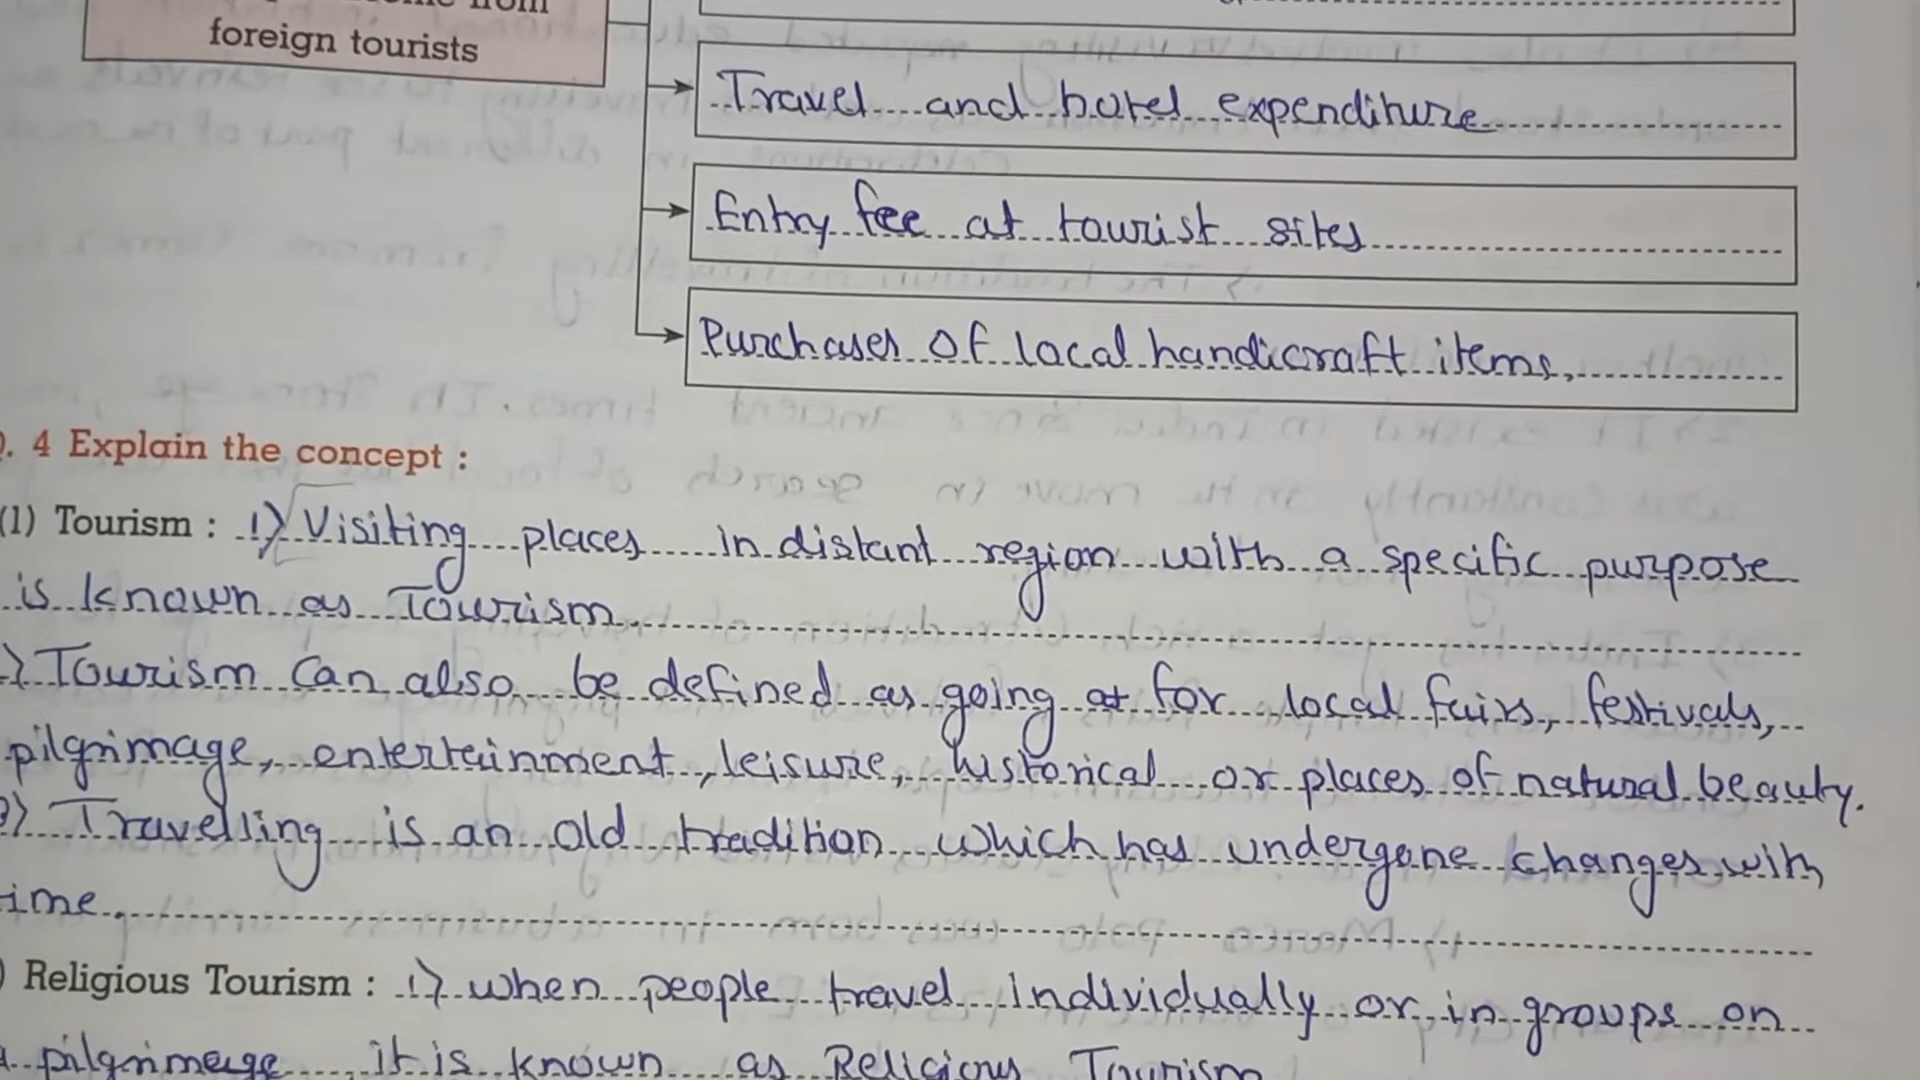 from
foreign tourists
Travel and hotel expenditure
Entry fee at tourist sites
Purchases of local handicraft items.
. 4 Explain the concept :
(1) Tourism : 1) Visiting places in distant region with a specific purpose
is known as Tourism.
Tourism can also be defined as going at for local fairs, festivals,
pilgrimage, entertainment, leisure, historical or places of natural beauty.
3) Travelling is an old tradition which has undergone changes with
ime.
) Religious Tourism : 1) when people travel individually or in groups on
a pilgrimage it is known as Religious Tourism